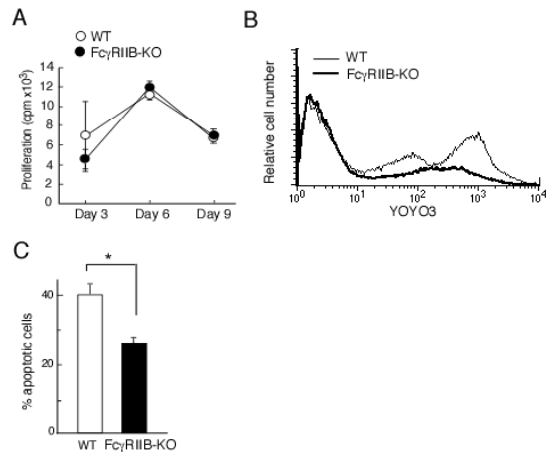 A
WT
FcγRIIB-KO
Proliferation (cpm x10³)
14
12
10
8
6
4
2
0
Day 3 Day 6 Day 9
B
WT
FcγRIIB-KO
Relative cell number
10⁰ 10¹ 10² 10³ 10⁴
YOYO3
C
*
% apoptotic cells
40
20
0
WT FcγRIIB-KO